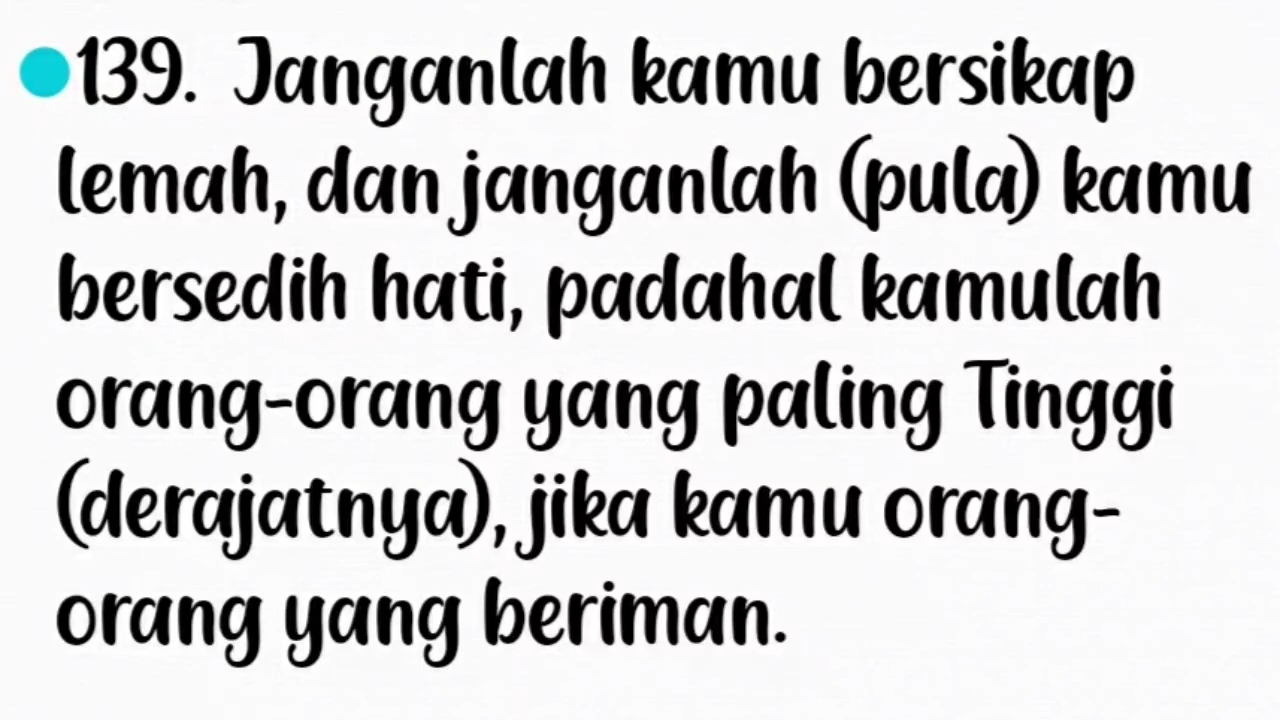 139. Janganlah kamu bersikap
lemah, dan janganlah (pula) kamu
bersedih hati, padahal kamulah
orang-orang yang paling Tinggi
(derajatnya), jika kamu orang-
orang yang beriman.